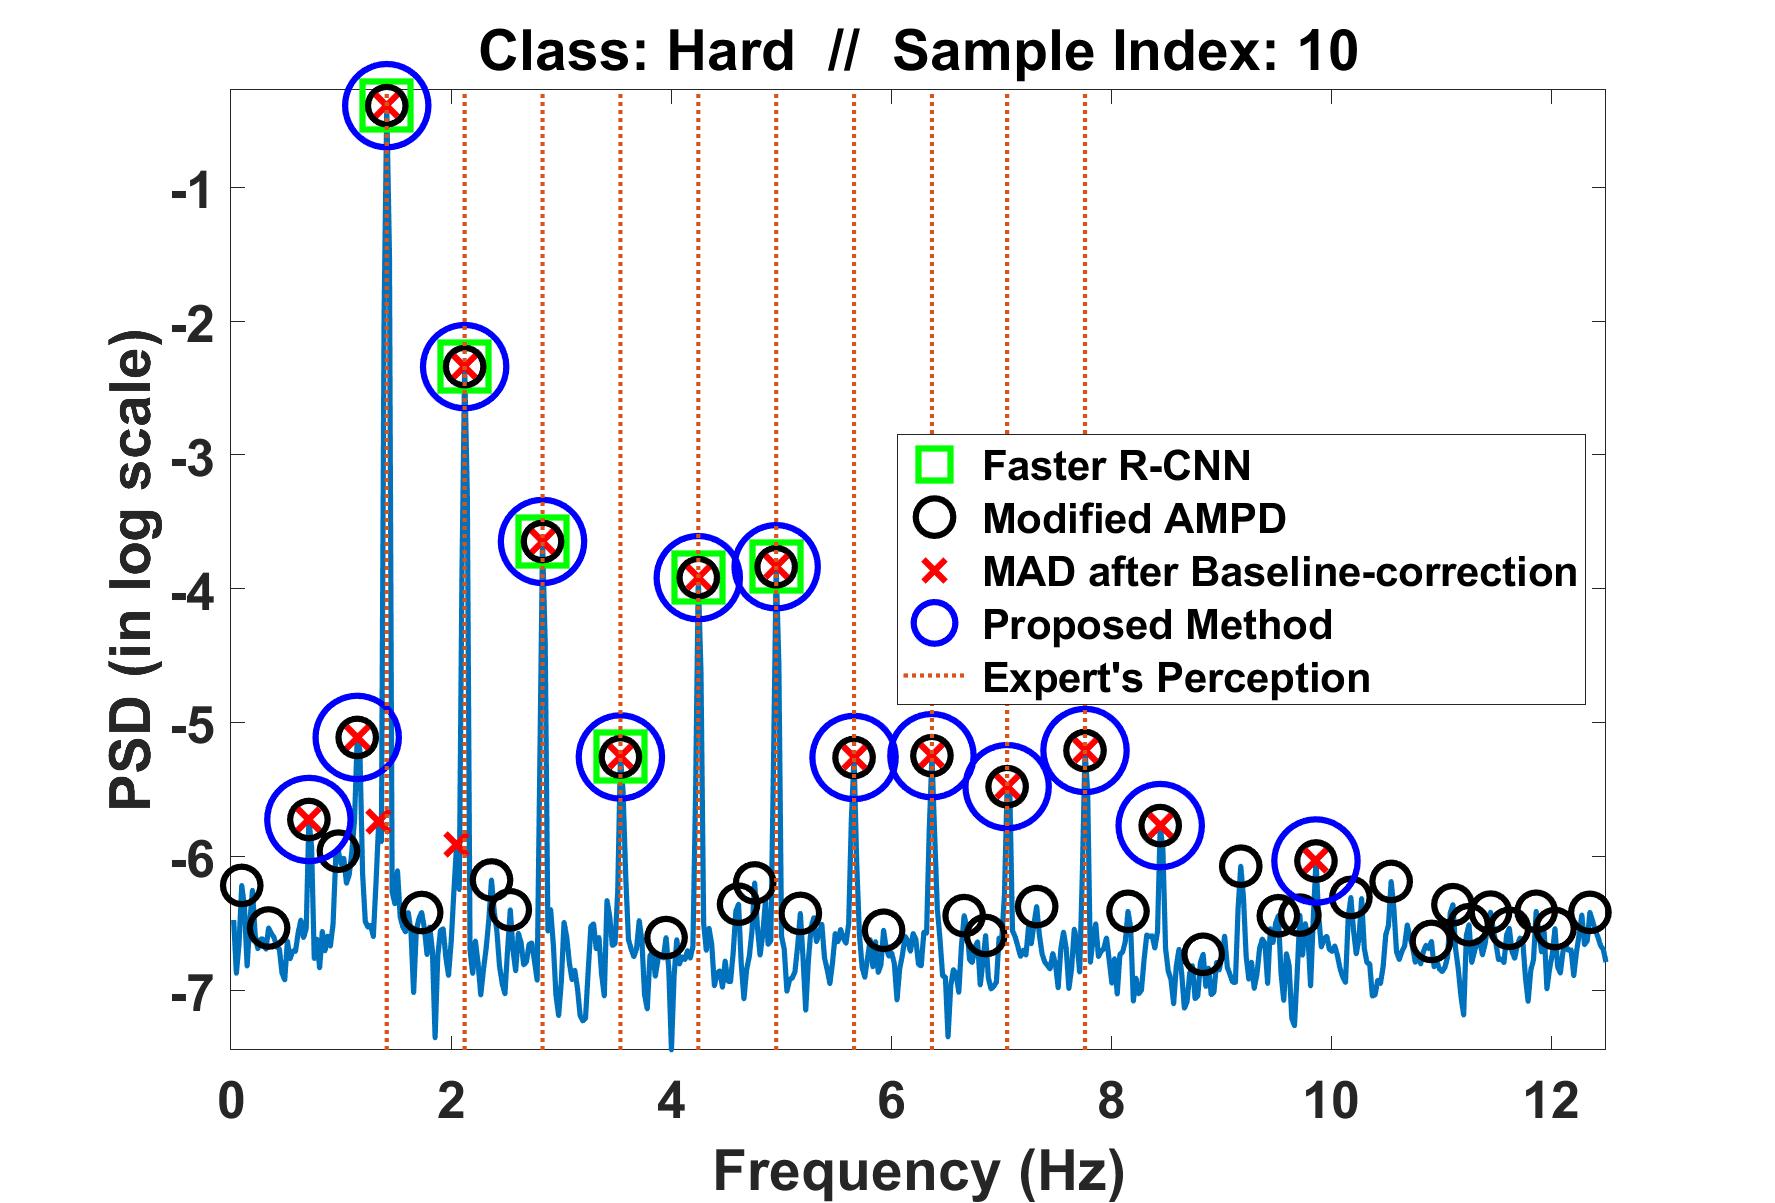 Class: Hard // Sample Index: 10
PSD (in log scale)
-1
-2
-3
-4
-5
-6
-7
Faster R-CNN
Modified AMPD
MAD after Baseline-correction
Proposed Method
Expert's Perception
0 2 4 6 8 10 12
Frequency (Hz)